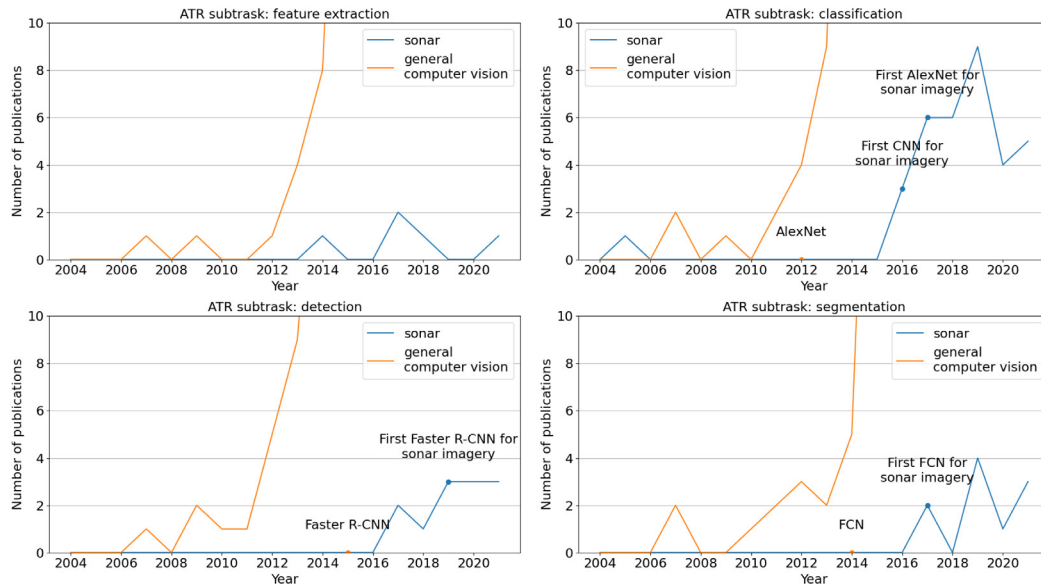 ATR subtrask: feature extraction
10
8
6
4
2
0
Number of publications
sonar
general
computer vision
2004 2006 2008 2010 2012 2014 2016 2018 2020
Year
ATR subtrask: classification
10
8
6
4
2
0
Number of publications
sonar
general
computer vision
First AlexNet for
sonar imagery
First CNN for
sonar imagery
AlexNet
2004 2006 2008 2010 2012 2014 2016 2018 2020
Year
ATR subtrask: detection
10
8
6
4
2
0
Number of publications
sonar
general
computer vision
First Faster R-CNN for
sonar imagery
Faster R-CNN
2004 2006 2008 2010 2012 2014 2016 2018 2020
Year
ATR subtrask: segmentation
10
8
6
4
2
0
Number of publications
sonar
general
computer vision
First FCN for
sonar imagery
FCN
2004 2006 2008 2010 2012 2014 2016 2018 2020
Year